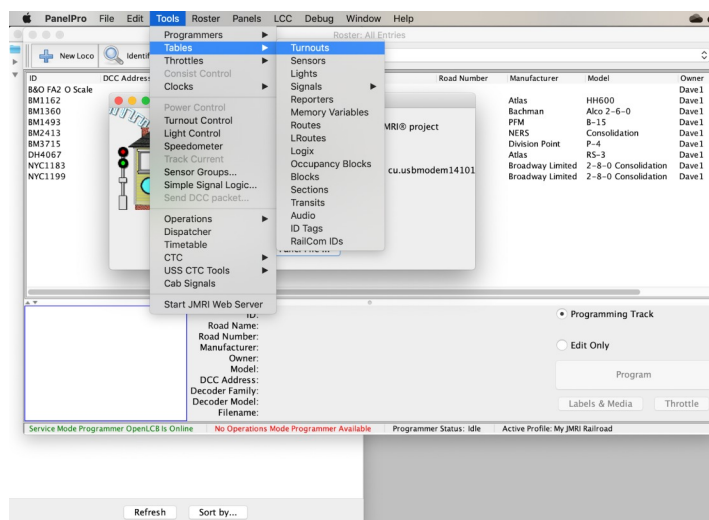 PanelPro File Edit Tools Roster Panels LCC Debug Window Help
Roster: All Entries
New Loco Identif
ID DCC Address Road Number Manufacturer Model Owner
B&O FA2 O Scale Dave1
BM1162 Atlas HH600 Dave1
BM1360 Bachman Alco 2-6-0 Dave1
BM1493 PFM B-15 Dave1
BM2413 NERS Consolidation Dave1
BM3715 Division Point P-4 Dave1
DH4067 Atlas RS-3 Dave1
NYC1183 Broadway Limited 2-8-0 Consolidation Dave1
NYC1199 Broadway Limited 2-8-0 Consolidation Dave1
MRI® project
cu.usbmodem14101
Programmers
Tables
Throttles
Consist Control
Clocks
Power Control
Turnout Control
Light Control
Speedometer
Track Current
Sensor Groups...
Simple Signal Logic...
Send DCC packet...
Operations
Dispatcher
Timetable
CTC
USS CTC Tools
Cab Signals
Start JMRI Web Server
Turnouts
Sensors
Lights
Signals
Reporters
Memory Variables
Routes
LRoutes
Logix
Occupancy Blocks
Blocks
Sections
Transits
Audio
ID Tags
RailCom IDs
ID:
Road Name:
Road Number:
Manufacturer:
Owner:
Model:
DCC Address:
Decoder Family:
Decoder Model:
Filename:
Programming Track
Edit Only
Program
Labels & Media Throttle
Service Mode Programmer OpenLCB Is Online No Operations Mode Programmer Available Programmer Status: Idle Active Profile: My JMRI Railroad
Refresh Sort by...